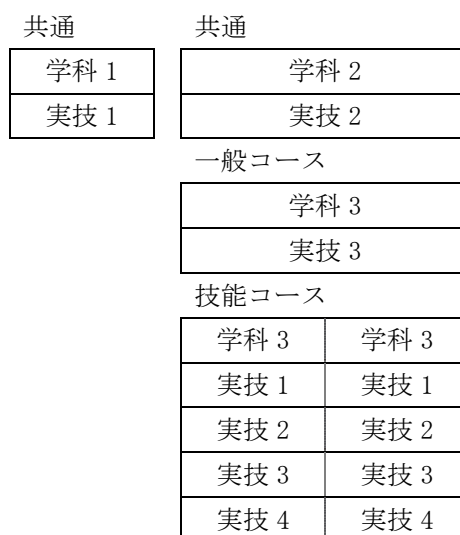 共通 共通
学科 1 学科 2
実技 1 実技 2
一般コース
学科 3
実技 3
技能コース
学科 3 学科 3
実技 1 実技 1
実技 2 実技 2
実技 3 実技 3
実技 4 実技 4